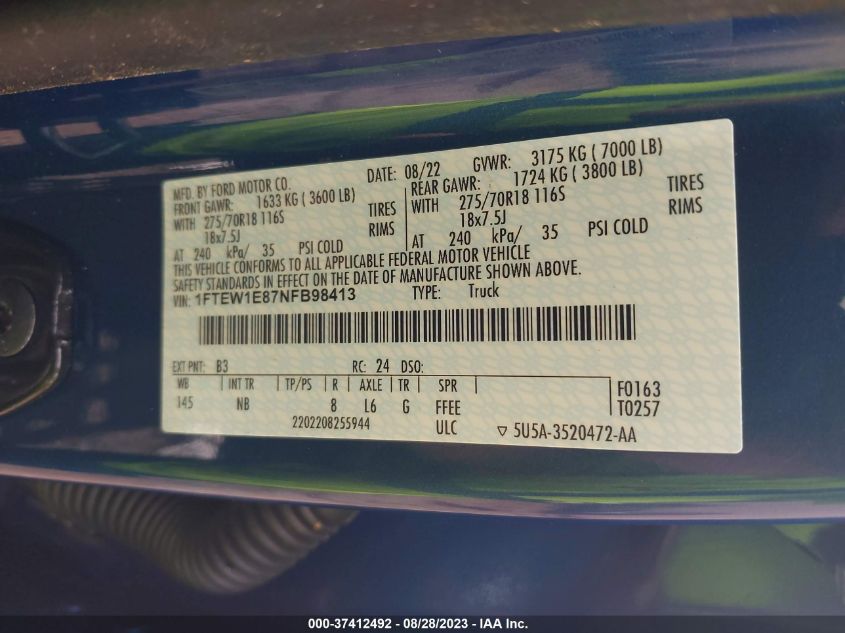 MFD. BY FORD MOTOR CO. DATE: 08/22 GVWR: 3175 KG ( 7000 LB)
FRONT GAWR: 1633 KG ( 3600 LB) REAR GAWR: 1724 KG ( 3800 LB)
WITH 275/70R18 116S TIRES WITH 275/70R18 116S TIRES
18x7.5J RIMS 18x7.5J RIMS
AT 240 kPa/ 35 PSI COLD AT 240 kPa/ 35 PSI COLD
THIS VEHICLE CONFORMS TO ALL APPLICABLE FEDERAL MOTOR VEHICLE
SAFETY STANDARDS IN EFFECT ON THE DATE OF MANUFACTURE SHOWN ABOVE.
VIN: 1FTEW1E87NFB98413 TYPE: Truck
EXT PNT: B3 RC: 24 DSO:
WB INT TR TP/PS R AXLE TR SPR F0163
145 NB 8 L6 G FFEE T0257
2202208255944 ULC ▽ 5U5A-3520472-AA
000-37412492 - 08/28/2023 - IAA Inc.